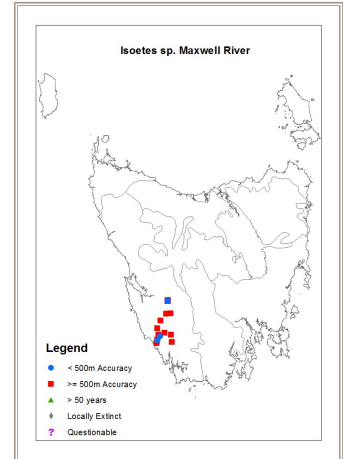 Isoetes sp. Maxwell River
Legend
< 500m Accuracy
>= 500m Accuracy
> 50 years
Locally Extinct
? Questionable